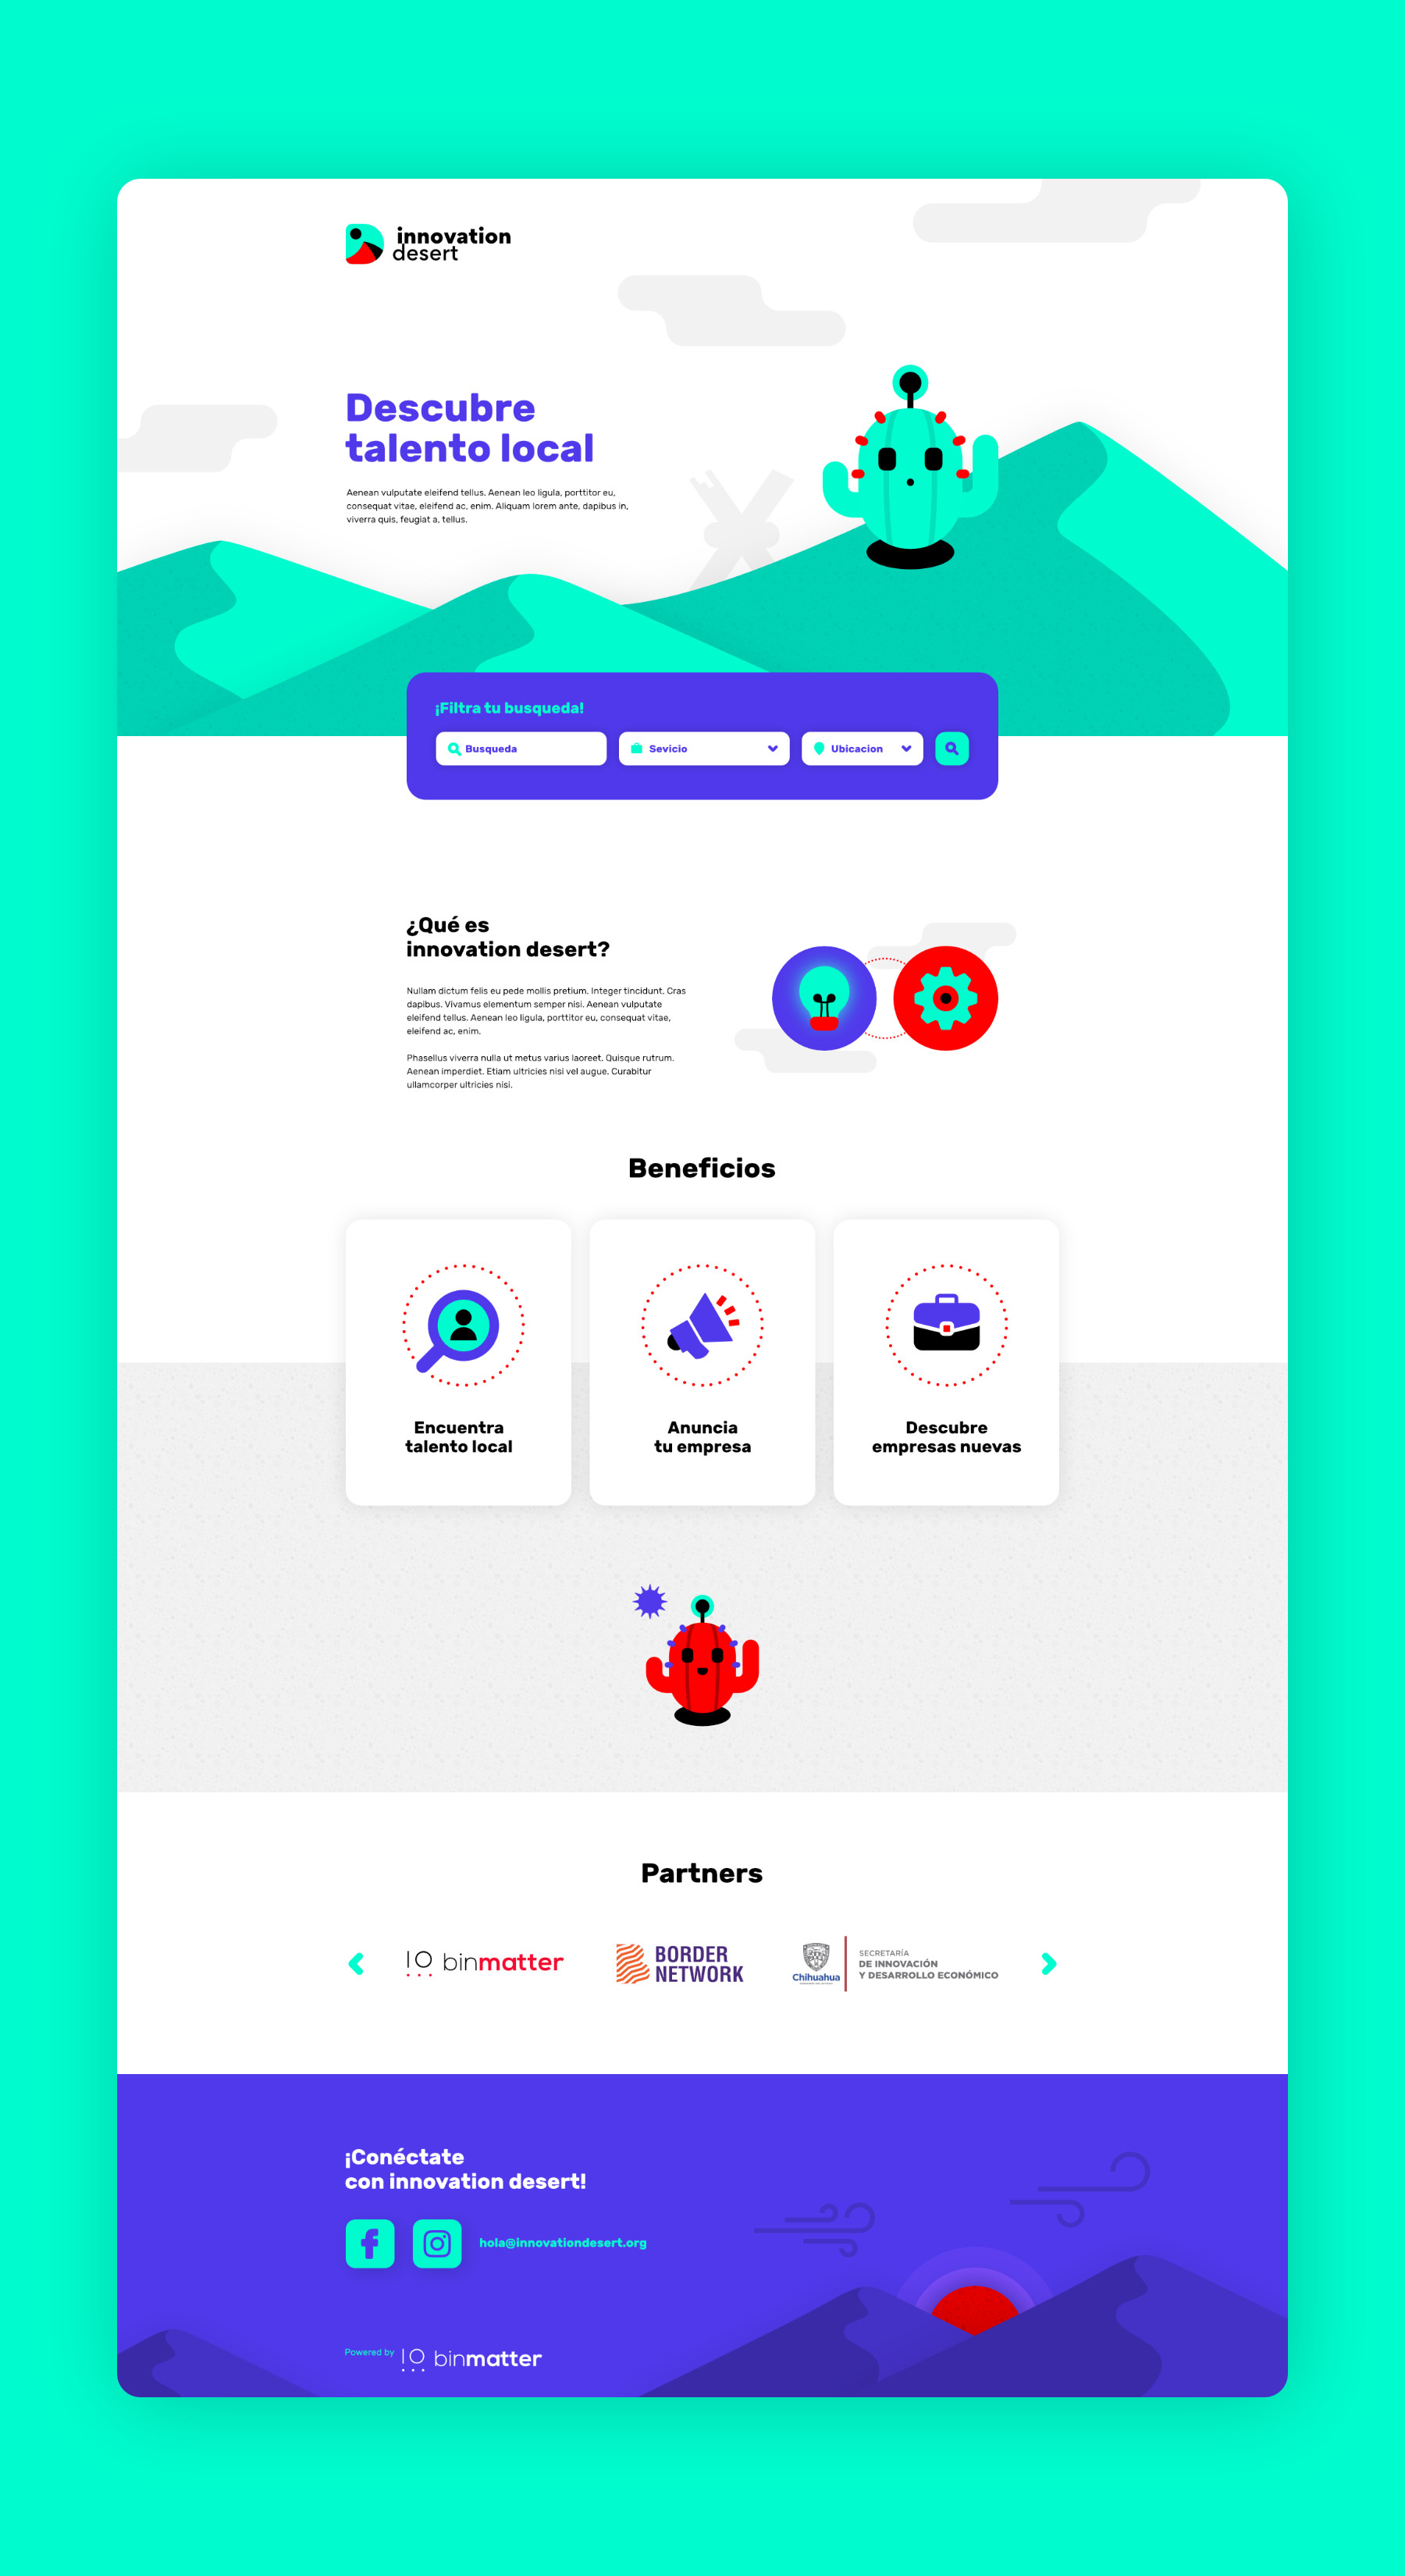 innovation
desert
Descubre
talento local
Aenean vulputate eleifend tellus. Aenean leo ligula, porttitor eu,
consequat vitae, eleifend ac, enim. Aliquam lorem ante, dapibus in,
viverra quis, feugiat a, tellus.
¡Filtra tu busqueda!
Busqueda
Sevicio
Ubicacion
¿Qué es
innovation desert?
Nullam dictum felis eu pede mollis pretium. Integer tincidunt. Cras
dapibus. Vivamus elementum semper nisi. Aenean vulputate
eleifend tellus. Aenean leo ligula, porttitor eu, consequat vitae,
eleifend ac, enim.
Phasellus viverra nulla ut metus varius laoreet. Quisque rutrum.
Aenean imperdiet. Etiam ultricies nisi vel augue. Curabitur
ullamcorper ultricies nisi.
Beneficios
Encuentra
talento local
Anuncia
tu empresa
Descubre
empresas nuevas
Partners
binmatter
BORDER
NETWORK
Chihuahua
SECRETARÍA
DE INNOVACIÓN
Y DESARROLLO ECONÓMICO
¡Conéctate
con innovation desert!
hola@innovationdesert.org
Powered by
binmatter